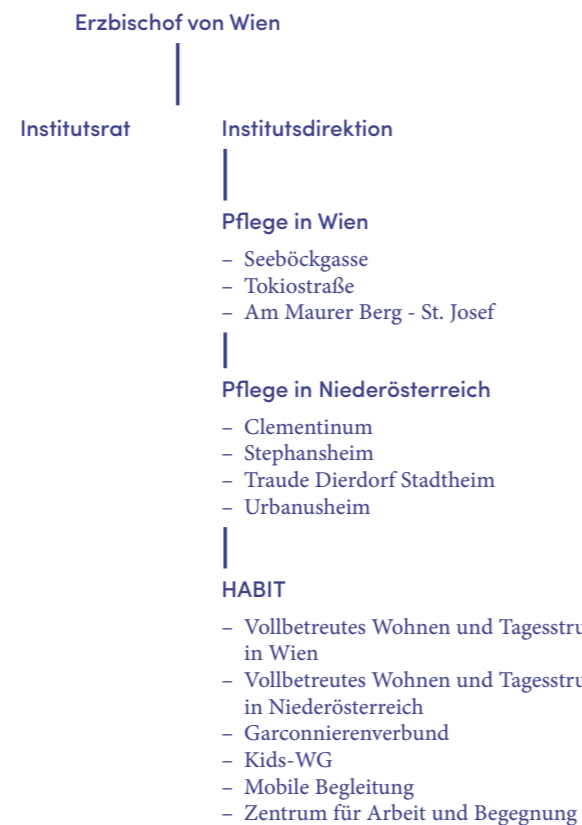 Erzbischof von Wien
Institutsrat Institutsdirektion
Pflege in Wien
– Seeböckgasse
– Tokiostraße
– Am Maurer Berg - St. Josef
Pflege in Niederösterreich
– Clementinum
– Stephansheim
– Traude Dierdorf Stadtheim
– Urbanusheim
HABIT
– Vollbetreutes Wohnen und Tagesstru
in Wien
– Vollbetreutes Wohnen und Tagesstru
in Niederösterreich
– Garconnierenverbund
– Kids-WG
– Mobile Begleitung
– Zentrum für Arbeit und Begegnung